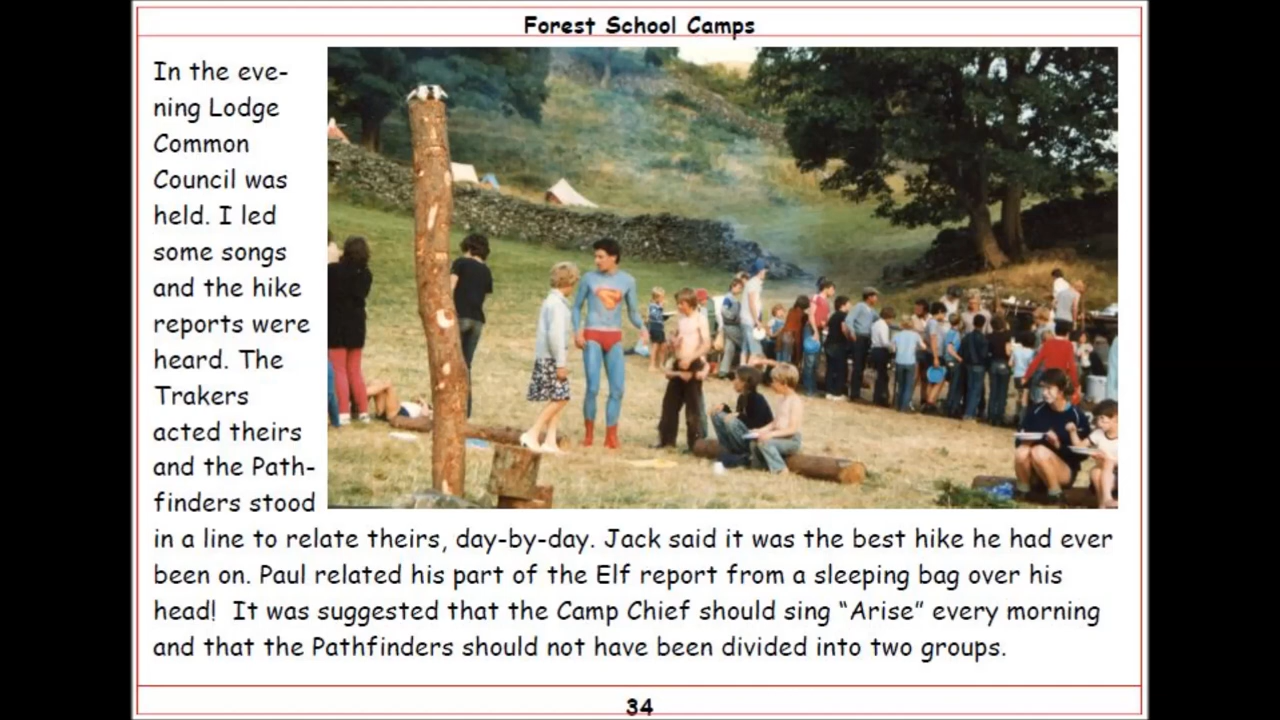 Forest School Camps
In the eve-
ning Lodge
Common
Council was
held. I led
some songs
and the hike
reports were
heard. The
Trakers
acted theirs
and the Path-
finders stood
in a line to relate theirs, day-by-day. Jack said it was the best hike he had ever
been on. Paul related his part of the Elf report from a sleeping bag over his
head!  It was suggested that the Camp Chief should sing “Arise” every morning
and that the Pathfinders should not have been divided into two groups.
34